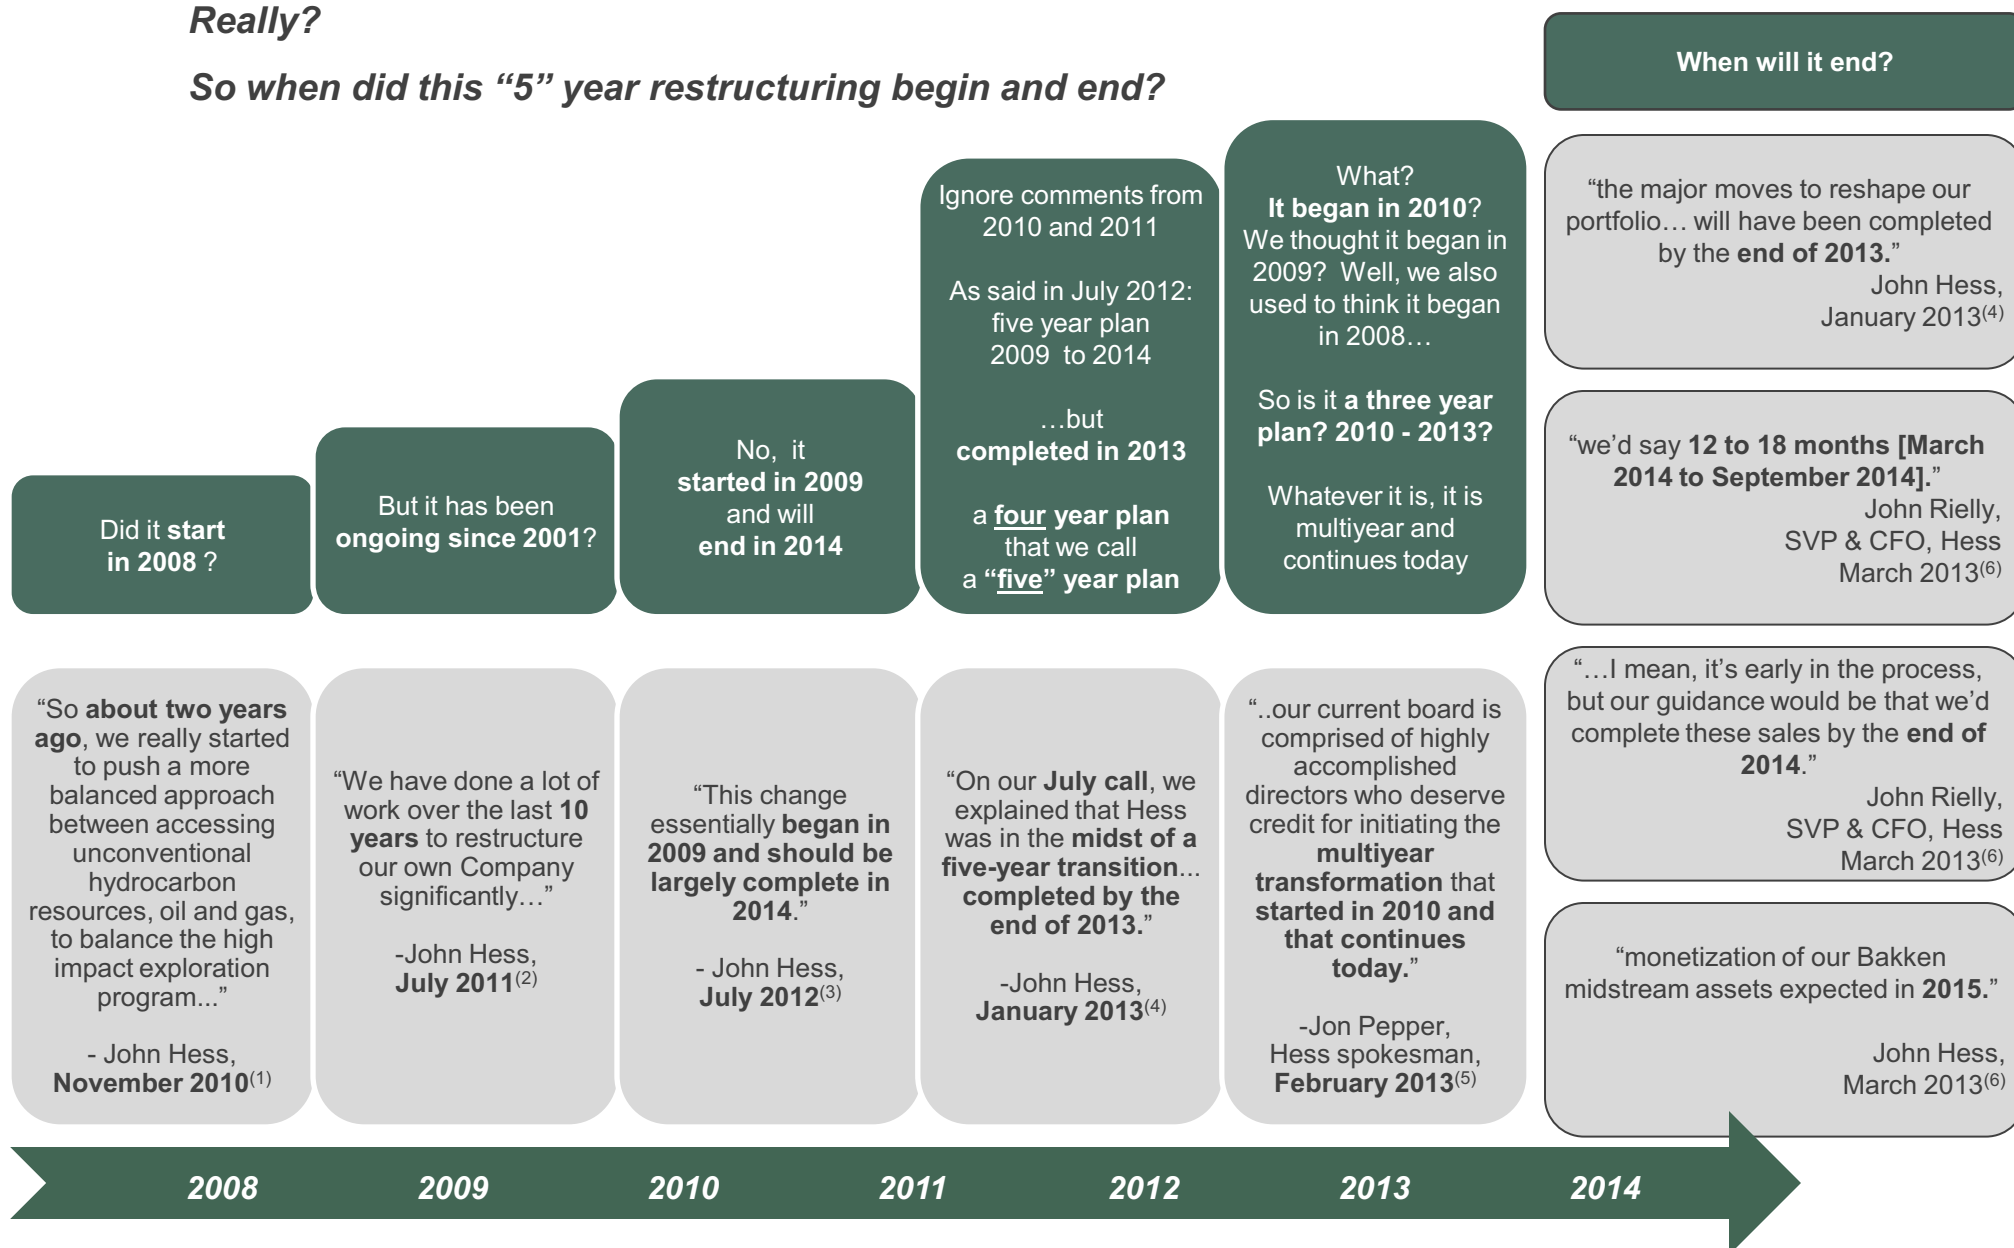 Really?
So when did this “5” year restructuring begin and end?
When will it end?
Did it start
in 2008 ?
But it has been
ongoing since 2001?
No,  it
started in 2009
and will
end in 2014
Ignore comments from
2010 and 2011
As said in July 2012:
five year plan
2009  to 2014
…but
completed in 2013
a four year plan
that we call
a “five” year plan
What?
It began in 2010?
We thought it began in
2009?  Well, we also
used to think it began
in 2008…
So is it a three year
plan? 2010 - 2013?
Whatever it is, it is
multiyear and
continues today
“So about two years
ago, we really started
to push a more
balanced approach
between accessing
unconventional
hydrocarbon
resources, oil and gas,
to balance the high
impact exploration
program...”
- John Hess,
November 2010(1)
“We have done a lot of
work over the last 10
years to restructure
our own Company
significantly…”
-John Hess,
July 2011(2)
“This change
essentially began in
2009 and should be
largely complete in
2014.”
- John Hess,
July 2012(3)
“On our July call, we
explained that Hess
was in the midst of a
five-year transition...
completed by the
end of 2013.”
-John Hess,
January 2013(4)
“..our current board is
comprised of highly
accomplished
directors who deserve
credit for initiating the
multiyear
transformation that
started in 2010 and
that continues
today.”
-Jon Pepper,
Hess spokesman,
February 2013(5)
“the major moves to reshape our
portfolio… will have been completed
by the end of 2013.”
John Hess,
January 2013(4)
“we’d say 12 to 18 months [March
2014 to September 2014].”
John Rielly,
SVP & CFO, Hess
March 2013(6)
“…I mean, it’s early in the process,
but our guidance would be that we’d
complete these sales by the end of
2014.”
John Rielly,
SVP & CFO, Hess
March 2013(6)
“monetization of our Bakken
midstream assets expected in 2015.”
John Hess,
March 2013(6)
2008 2009 2010 2011 2012 2013 2014